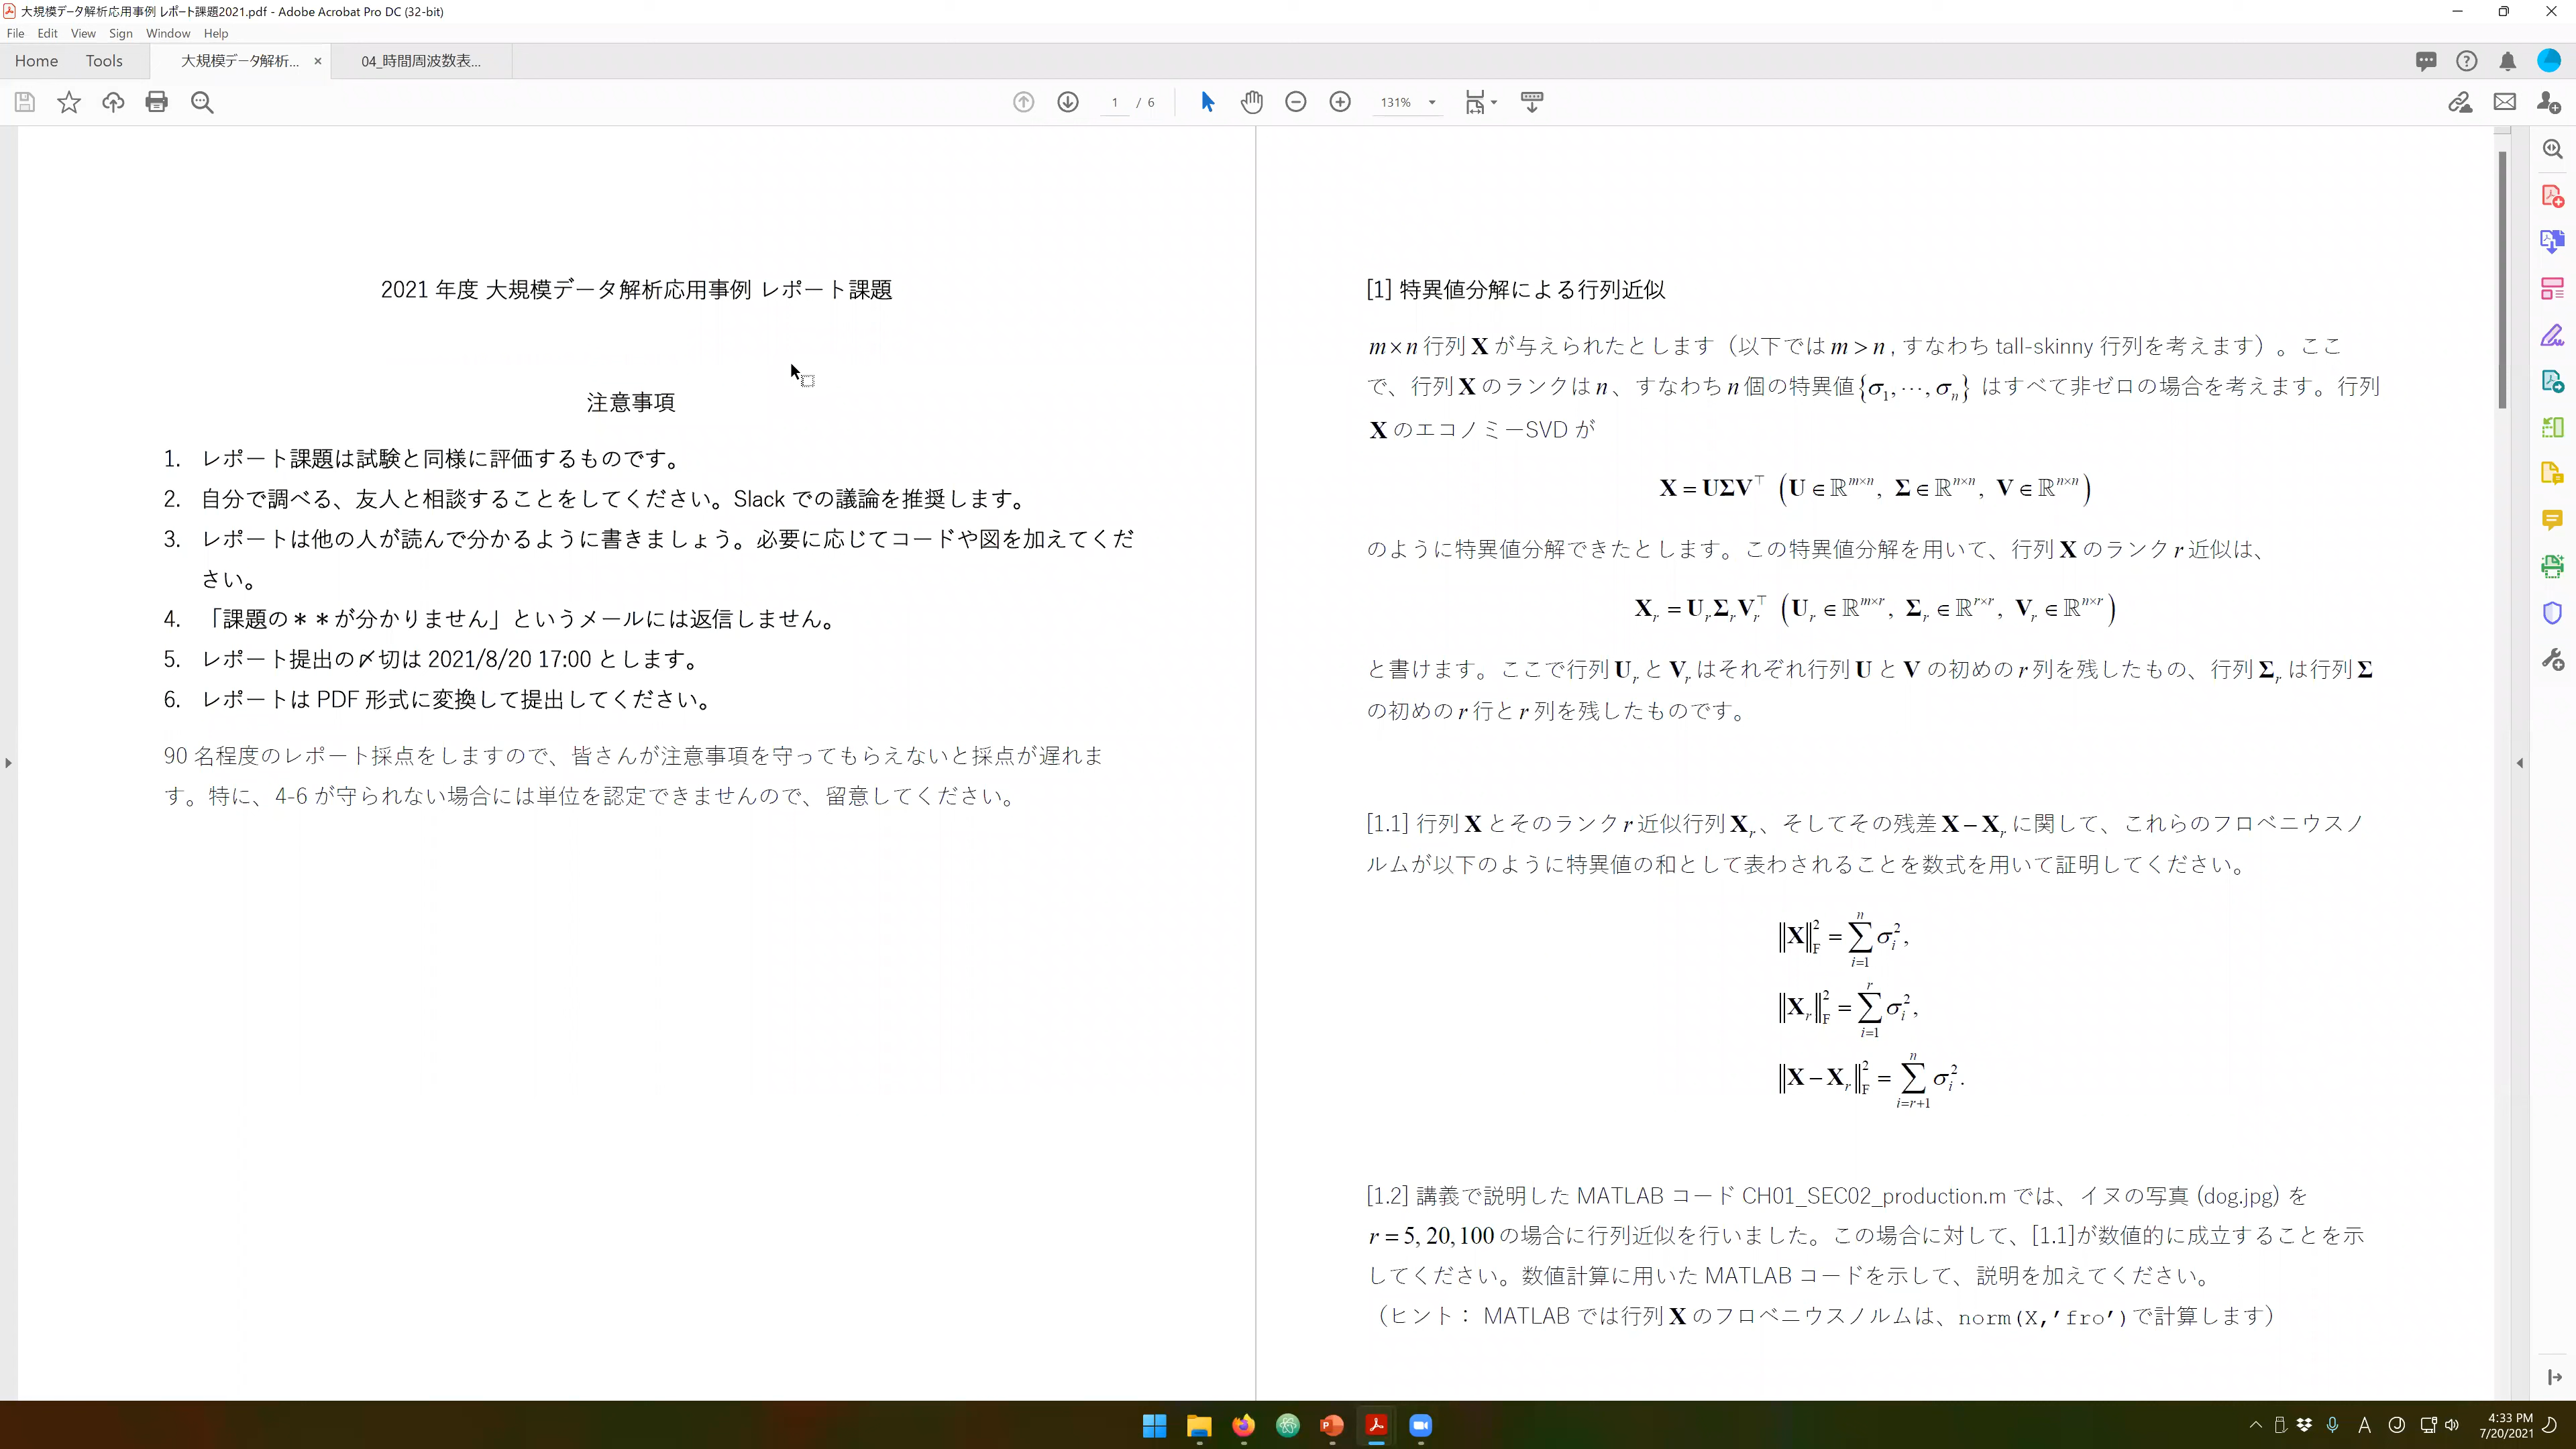 大規模データ解析応用事例 レポート課題2021.pdf - Adobe Acrobat Pro DC (32-bit)
File Edit View Sign Window Help
Home Tools 大規模データ解析... × 04_時間周波数表...
1 / 6 131%
2021 年度 大規模データ解析応用事例 レポート課題
注意事項
1. レポート課題は試験と同様に評価するものです。
2. 自分で調べる、友人と相談することをしてください。Slack での議論を推奨します。
3. レポートは他の人が読んで分かるように書きましょう。必要に応じてコードや図を加えてくだ
さい。
4. 「課題の＊＊が分かりません」というメールには返信しません。
5. レポート提出の〆切は 2021/8/20 17:00 とします。
6. レポートは PDF 形式に変換して提出してください。
90 名程度のレポート採点をしますので、皆さんが注意事項を守ってもらえないと採点が遅れま
す。特に、4-6 が守られない場合には単位を認定できませんので、留意してください。
[1] 特異値分解による行列近似
m×n 行列 X が与えられたとします（以下では m > n , すなわち tall-skinny 行列を考えます）。ここ
で、行列 X のランクは n 、すなわち n 個の特異値 {σ₁, ⋯, σₙ} はすべて非ゼロの場合を考えます。行列
X のエコノミーSVD が
X = UΣV^⊤ (U ∈ ℝ^{m×n}, Σ ∈ ℝ^{n×n}, V ∈ ℝ^{n×n})
のように特異値分解できたとします。この特異値分解を用いて、行列 X のランク r 近似は、
X_r = U_r Σ_r V_r^⊤ (U_r ∈ ℝ^{m×r}, Σ_r ∈ ℝ^{r×r}, V_r ∈ ℝ^{n×r})
と書けます。ここで行列 U_r と V_r はそれぞれ行列 U と V の初めの r 列を残したもの、行列 Σ_r は行列 Σ
の初めの r 行と r 列を残したものです。
[1.1] 行列 X とそのランク r 近似行列 X_r 、そしてその残差 X − X_r に関して、これらのフロベニウスノ
ルムが以下のように特異値の和として表わされることを数式を用いて証明してください。
‖X‖_F^2 = ∑_{i=1}^{n} σ_i^2,
‖X_r‖_F^2 = ∑_{i=1}^{r} σ_i^2,
‖X − X_r‖_F^2 = ∑_{i=r+1}^{n} σ_i^2.
[1.2] 講義で説明した MATLAB コード CH01_SEC02_production.m では、イヌの写真 (dog.jpg) を
r = 5, 20, 100 の場合に行列近似を行いました。この場合に対して、[1.1]が数値的に成立することを示
してください。数値計算に用いた MATLAB コードを示して、説明を加えてください。
（ヒント： MATLAB では行列 X のフロベニウスノルムは、norm(X,'fro')で計算します）
A
4:33 PM
7/20/2021